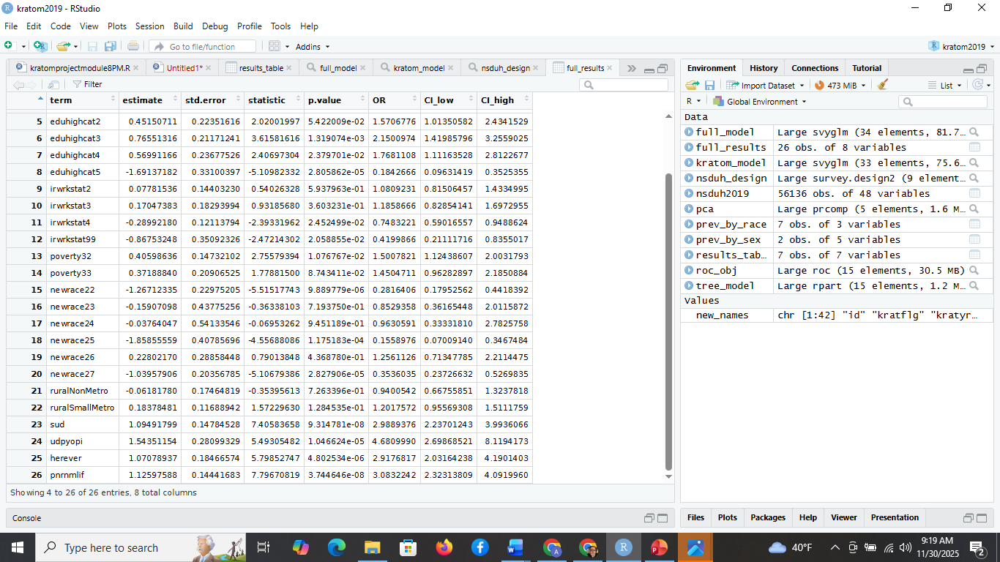 kratom2019 - RStudio
File Edit Code View Plots Session Build Debug Profile Tools Help
Go to file/function Addins kratom2019
kratomprojectmodule8PM.R Untitled1* results_table full_model kratom_model nsduh_design full_results
Filter
term estimate std.error statistic p.value OR CI_low CI_high
5 eduhighcat2 0.45150711 0.22351616 2.02001997 5.422009e-02 1.5706776 1.01350582 2.4341529
6 eduhighcat3 0.76551316 0.21171241 3.61581616 1.319074e-03 2.1500974 1.41985796 3.2559025
7 eduhighcat4 0.56991166 0.23677526 2.40697304 2.379701e-02 1.7681108 1.11163528 2.8122677
8 eduhighcat5 -1.69137182 0.33100397 -5.10982332 2.805862e-05 0.1842666 0.09631419 0.3525355
9 irwrkstat2 0.07781536 0.14403230 0.54026328 5.937963e-01 1.0809231 0.81506457 1.4334995
10 irwrkstat3 0.17047383 0.18293994 0.93185680 3.603231e-01 1.1858666 0.82854141 1.6972955
11 irwrkstat4 -0.28992180 0.12113794 -2.39331962 2.452499e-02 0.7483221 0.59016557 0.9488624
12 irwrkstat99 -0.86753248 0.35092326 -2.47214302 2.058855e-02 0.4199866 0.21111716 0.8355017
13 poverty32 0.40598636 0.14732102 2.75579394 1.076767e-02 1.5007821 1.12438607 2.0031793
14 poverty33 0.37188840 0.20906525 1.77881500 8.743411e-02 1.4504711 0.96282897 2.1850884
15 newrace22 -1.26712335 0.22975205 -5.51517743 9.889779e-06 0.2816406 0.17952562 0.4418392
16 newrace23 -0.15907098 0.43775256 -0.36338103 7.193750e-01 0.8529358 0.36165448 2.0115872
17 newrace24 -0.03764047 0.54133546 -0.06953262 9.451189e-01 0.9630591 0.33331810 2.7825758
18 newrace25 -1.85855559 0.40785696 -4.55688086 1.175183e-04 0.1558976 0.07009140 0.3467484
19 newrace26 0.22802170 0.28858448 0.79013848 4.368780e-01 1.2561126 0.71347785 2.2114475
20 newrace27 -1.03957906 0.20356785 -5.10679386 2.827906e-05 0.3536035 0.23726632 0.5269835
21 ruralNonMetro -0.06181780 0.17464819 -0.35395613 7.263396e-01 0.9400542 0.66755851 1.3237818
22 ruralSmallMetro 0.18378481 0.11688942 1.57229630 1.284535e-01 1.2017572 0.95569308 1.5111759
23 sud 1.09491799 0.14784528 7.40583658 9.314781e-08 2.9889376 2.23701243 3.9936066
24 udpyopi 1.54351154 0.28099329 5.49305482 1.046624e-05 4.6809990 2.69868521 8.1194173
25 herever 1.07078937 0.18466574 5.79852747 4.802534e-06 2.9176817 2.03164238 4.1901403
26 pnrnmlif 1.12597588 0.14441683 7.79670819 3.744646e-08 3.0832242 2.32313809 4.0919960
Showing 4 to 26 of 26 entries, 8 total columns
Console
Environment History Connections Tutorial
Import Dataset 473 MiB List
R Global Environment
Data
full_model Large svyglm (34 elements, 81.7…
full_results 26 obs. of 8 variables
kratom_model Large svyglm (33 elements, 75.6…
nsduh_design Large survey.design2 (9 element…
nsduh2019 56136 obs. of 48 variables
pca Large prcomp (5 elements, 1.6 M…
prev_by_race 7 obs. of 3 variables
prev_by_sex 2 obs. of 5 variables
results_tab… 7 obs. of 7 variables
roc_obj Large roc (15 elements, 30.5 MB)
tree_model Large rpart (15 elements, 1.2 M…
Values
new_names chr [1:42] "id" "kratflg" "kratyr…
Files Plots Packages Help Viewer Presentation
Type here to search
40°F
9:19 AM
11/30/2025
2